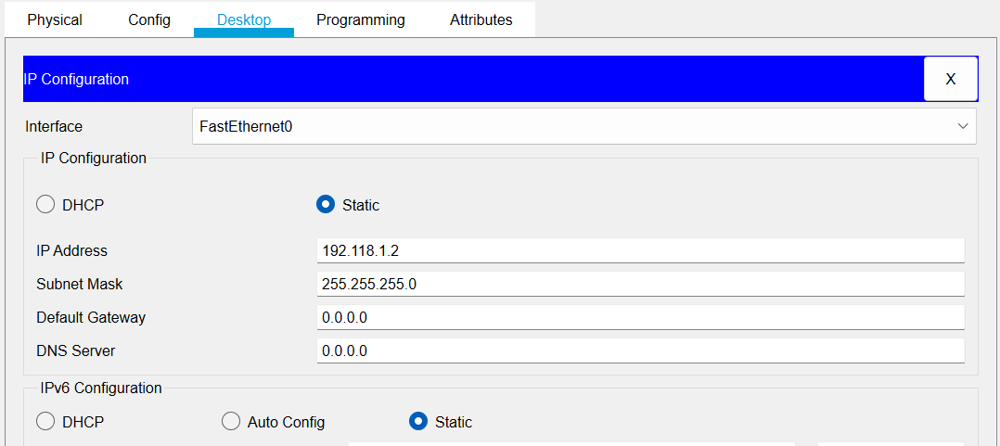 Physical Config Desktop Programming Attributes
IP Configuration X
Interface FastEthernet0
IP Configuration
DHCP Static
IP Address 192.118.1.2
Subnet Mask 255.255.255.0
Default Gateway 0.0.0.0
DNS Server 0.0.0.0
IPv6 Configuration
DHCP Auto Config Static